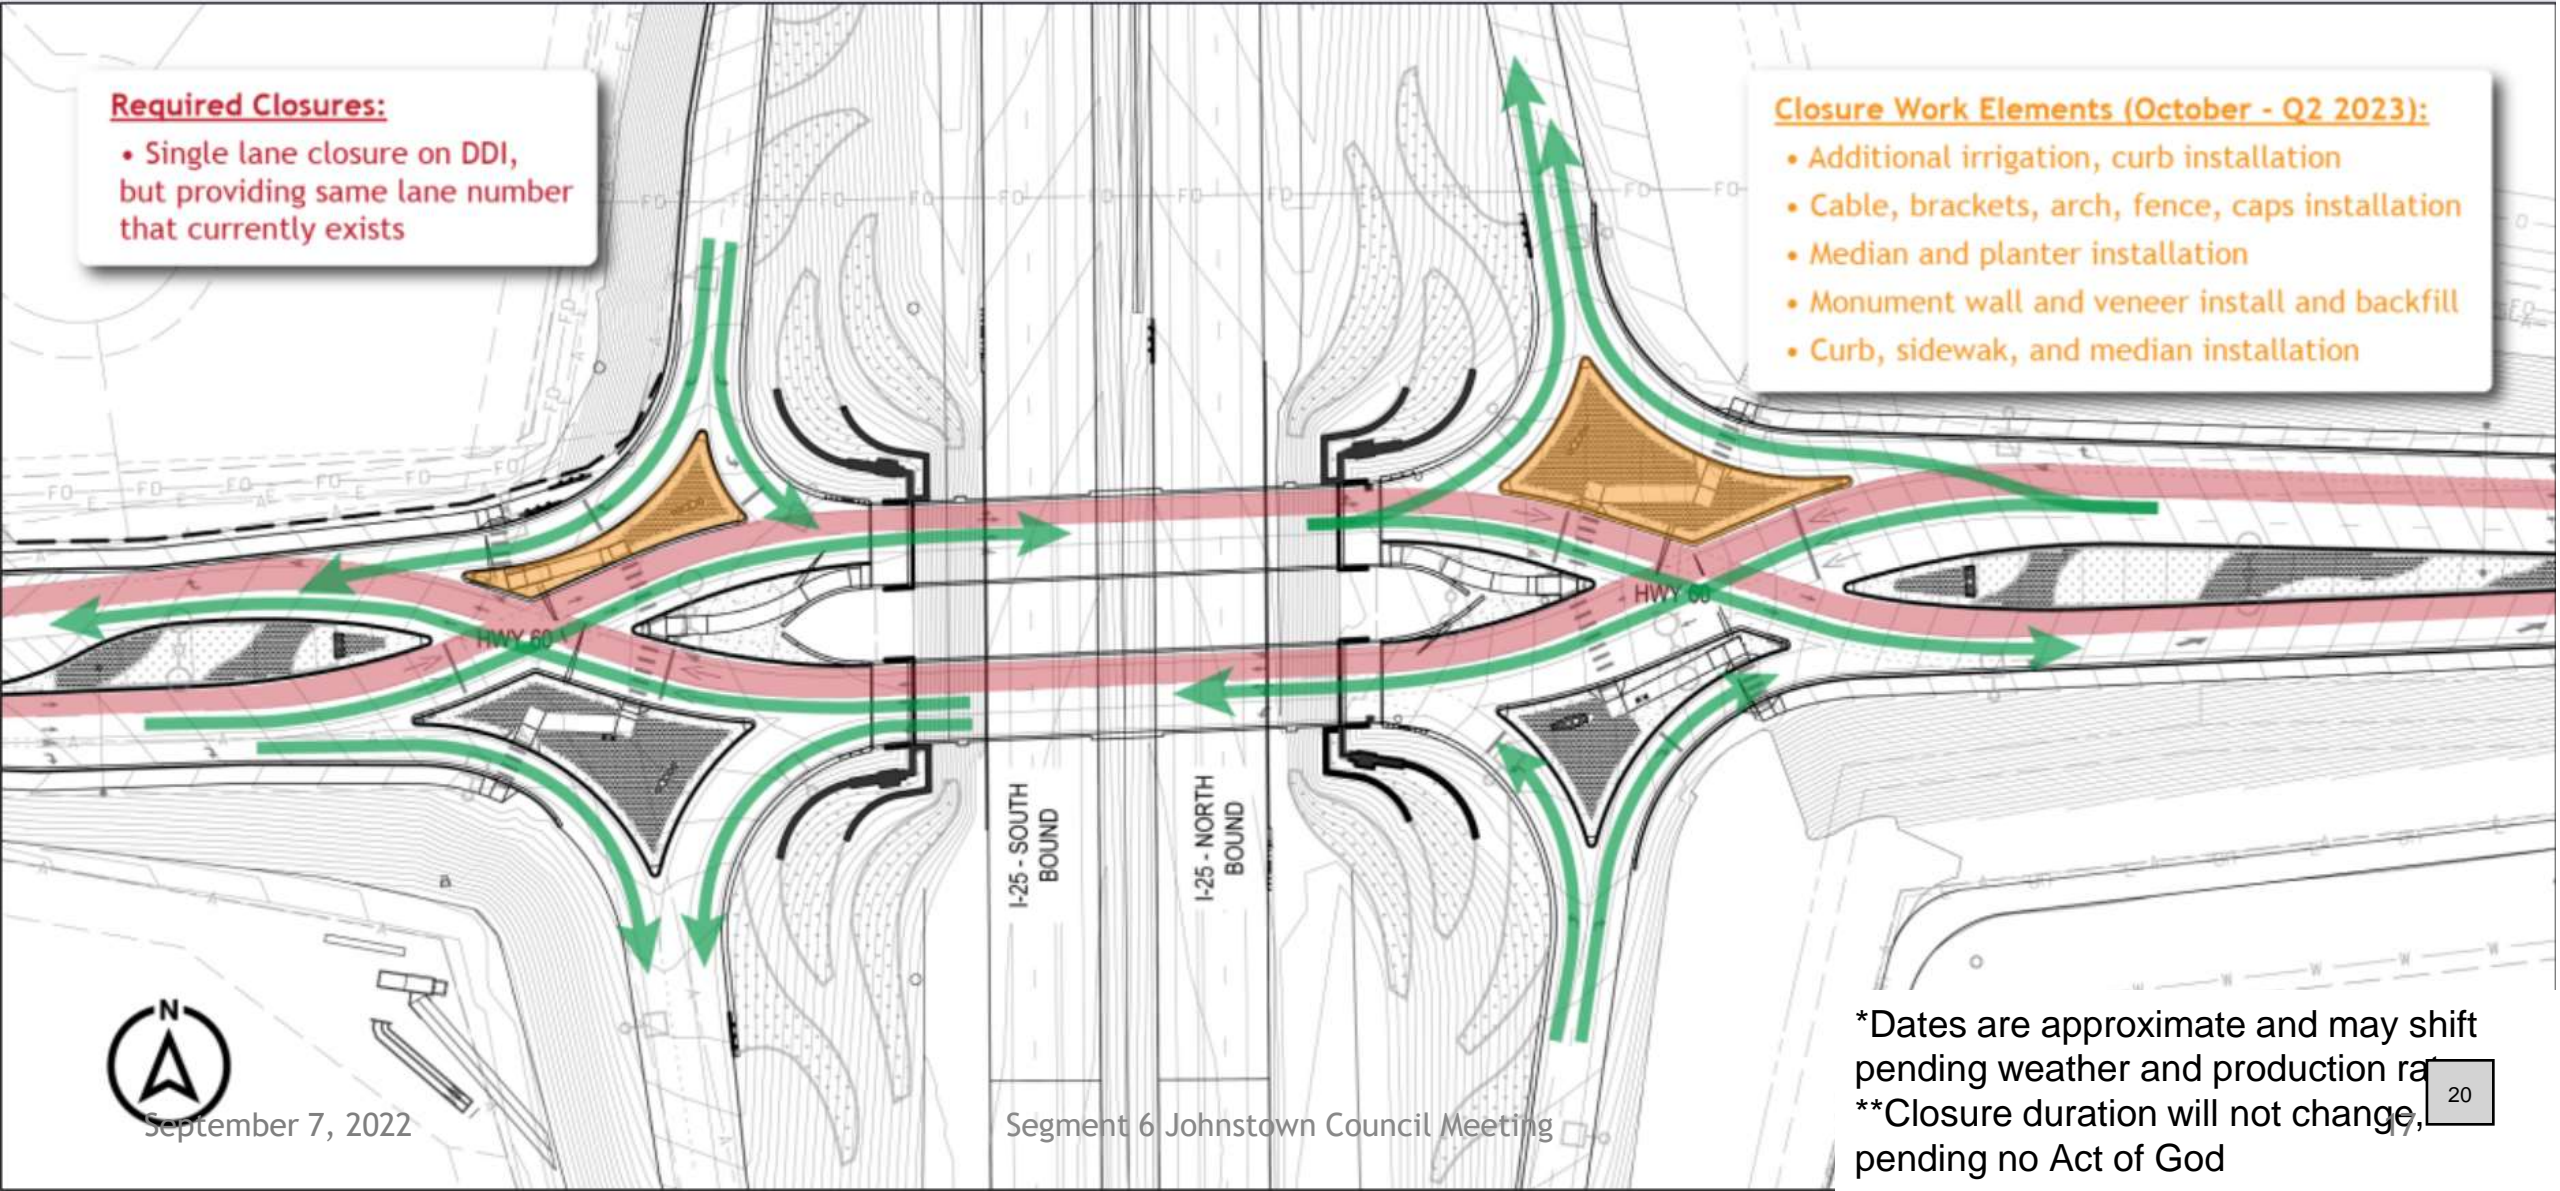 Required Closures:
• Single lane closure on DDI,
but providing same lane number
that currently exists
Closure Work Elements (October - Q2 2023):
• Additional irrigation, curb installation
• Cable, brackets, arch, fence, caps installation
• Median and planter installation
• Monument wall and veneer install and backfill
• Curb, sidewak, and median installation
HWY 60
HWY 60
I-25 - SOUTH
BOUND
I-25 - NORTH
BOUND
N
September 7, 2022
Segment 6 Johnstown Council Meeting
*Dates are approximate and may shift
pending weather and production
**Closure duration will not change,
pending no Act of God
17
20